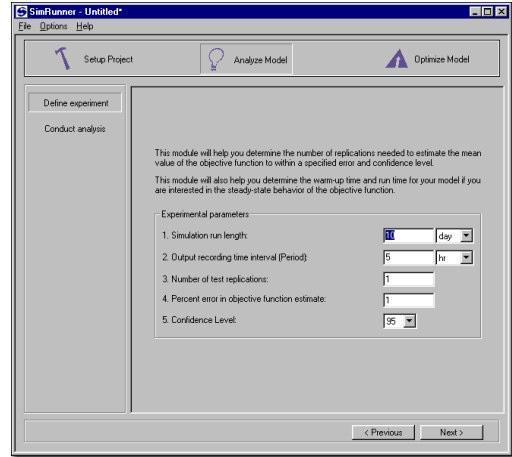 SimRunner - Untitled*
File Options Help
Setup Project
Analyze Model
Optimize Model
Define experiment
Conduct analysis
This module will help you determine the number of replications needed to estimate the mean
value of the objective function to within a specified error and confidence level.
This module will also help you determine the warm-up time and run time for your model if you
are interested in the steady-state behavior of the objective function.
Experimental parameters
1. Simulation run length: 10 day
2. Output recording time interval (Period): 5 hr
3. Number of test replications: 1
4. Percent error in objective function estimate: 1
5. Confidence Level: 95
< Previous Next >